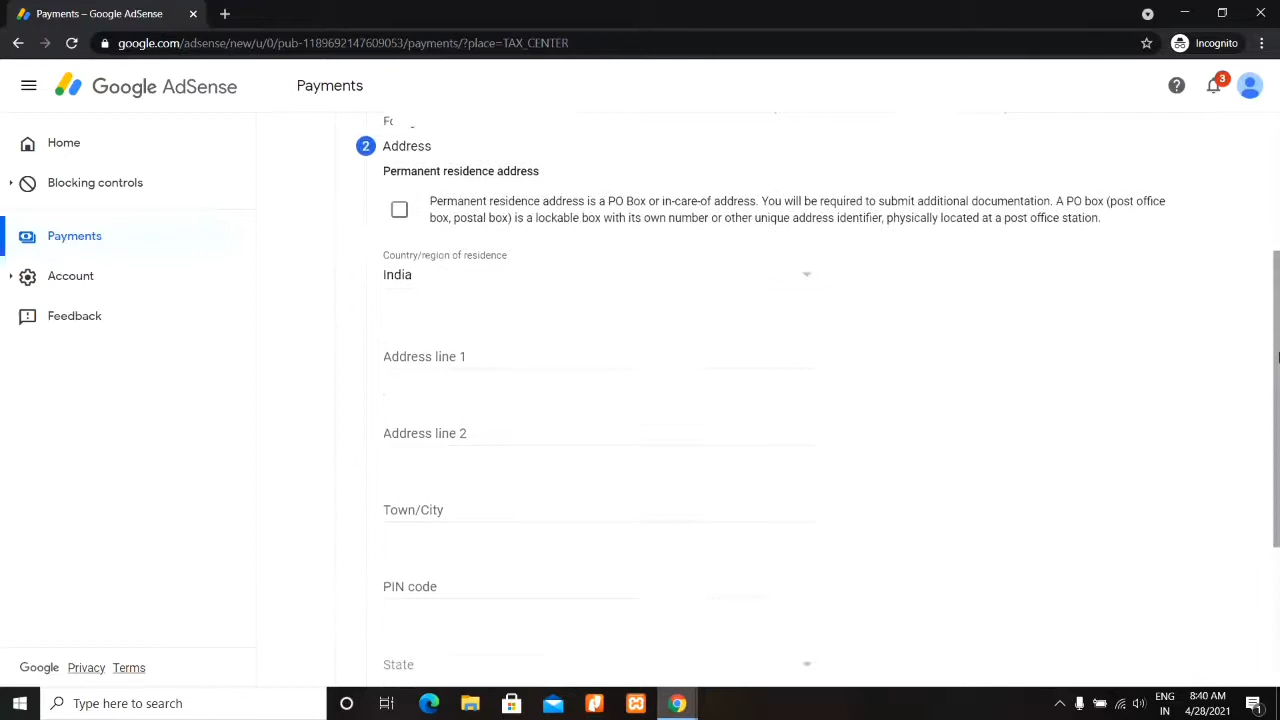 Payments – Google AdSense
google.com/adsense/new/u/0/pub-1189692147609053/payments/?place=TAX_CENTER
Incognito
Google AdSense
Payments
3
Home
Blocking controls
Payments
Account
Feedback
2 Address
Permanent residence address
Permanent residence address is a PO Box or in-care-of address. You will be required to submit additional documentation. A PO box (post office
box, postal box) is a lockable box with its own number or other unique address identifier, physically located at a post office station.
Country/region of residence
India
Address line 1
Address line 2
Town/City
PIN code
State
Google Privacy Terms
Type here to search
ENG
IN
8:40 AM
4/28/2021
1